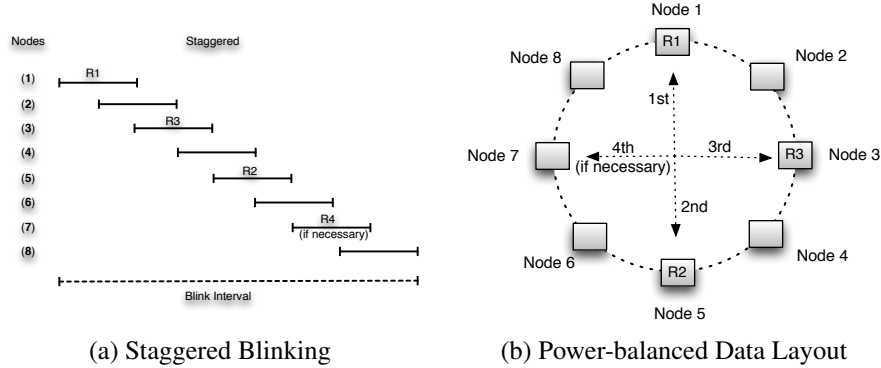 Nodes
Staggered
(1)
R1
(2)
(3)
R3
(4)
(5)
R2
(6)
(7)
R4
(if necessary)
(8)
Blink Interval
(a) Staggered Blinking
Node 1
R1
Node 8
Node 2
1st
Node 7
4th
3rd
R3
Node 3
(if necessary)
2nd
Node 6
Node 4
R2
Node 5
(b) Power-balanced Data Layout